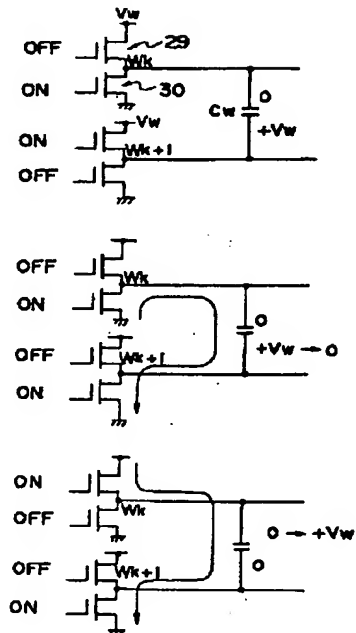 Vw
OFF
29
Wk
ON
30
Cw
0
+Vw
Vw
ON
Wk+1
OFF
OFF
Wk
ON
0
OFF
+Vw → 0
Wk+1
ON
ON
Wk
OFF
0 → +Vw
OFF
0
Wk+1
ON